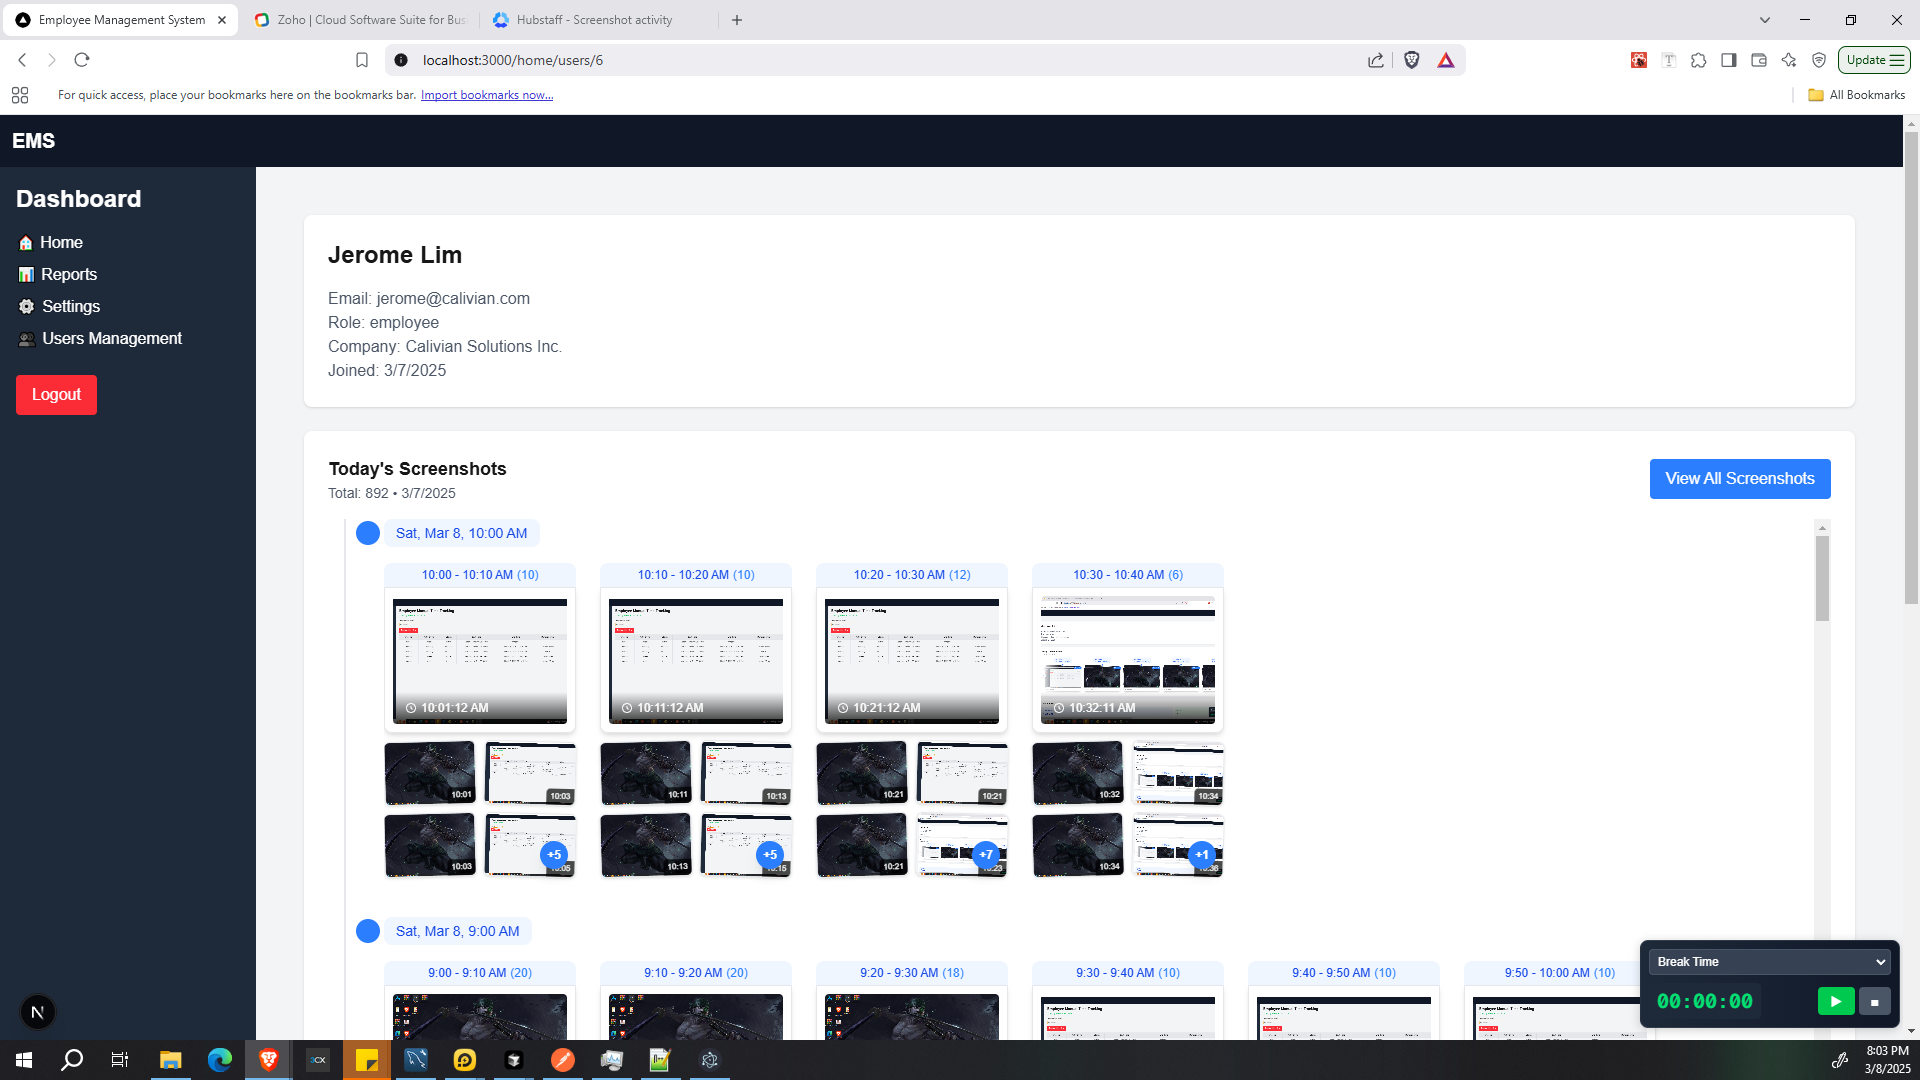 Employee Management System
Zoho | Cloud Software Suite for Bus
Hubstaff - Screenshot activity
localhost:3000/home/users/6
Update
For quick access, place your bookmarks here on the bookmarks bar. Import bookmarks now...
All Bookmarks
EMS
Dashboard
Home
Reports
Settings
Users Management
Logout
Jerome Lim
Email: jerome@calivian.com
Role: employee
Company: Calivian Solutions Inc.
Joined: 3/7/2025
Today's Screenshots
Total: 892 • 3/7/2025
View All Screenshots
Sat, Mar 8, 10:00 AM
10:00 - 10:10 AM (10)
10:10 - 10:20 AM (10)
10:20 - 10:30 AM (12)
10:30 - 10:40 AM (6)
10:01:12 AM
10:11:12 AM
10:21:12 AM
10:32:11 AM
10:01
10:03
10:11
10:13
10:21
10:21
10:32
10:34
10:03
+5
10:13
+5
10:21
+7
10:34
+1
Sat, Mar 8, 9:00 AM
9:00 - 9:10 AM (20)
9:10 - 9:20 AM (20)
9:20 - 9:30 AM (18)
9:30 - 9:40 AM (10)
9:40 - 9:50 AM (10)
9:50 - 10:00 AM (10)
Break Time
00:00:00
N
3CX
8:03 PM
3/8/2025